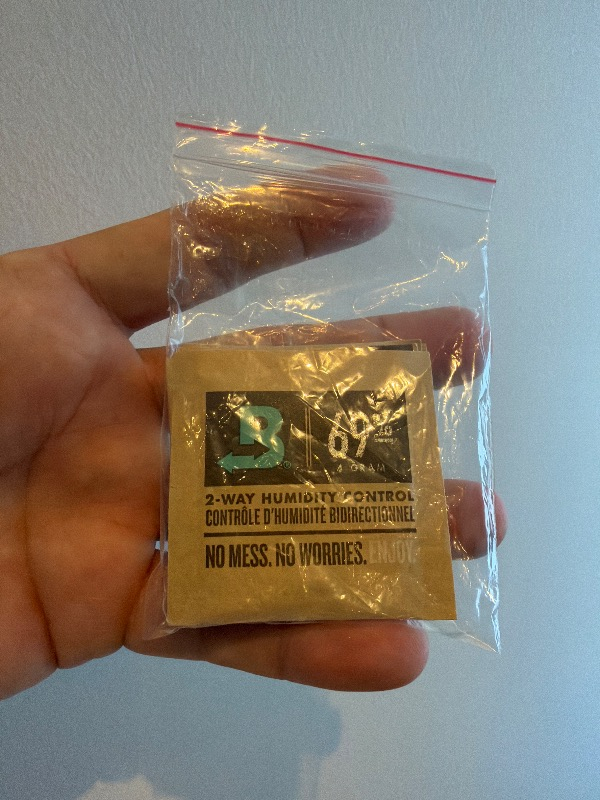 B® 69%
4 GRAM
2-WAY HUMIDITY CONTROL
CONTRÔLE D'HUMIDITÉ BIDIRECTIONNEL
NO MESS. NO WORRIES. ENJOY.